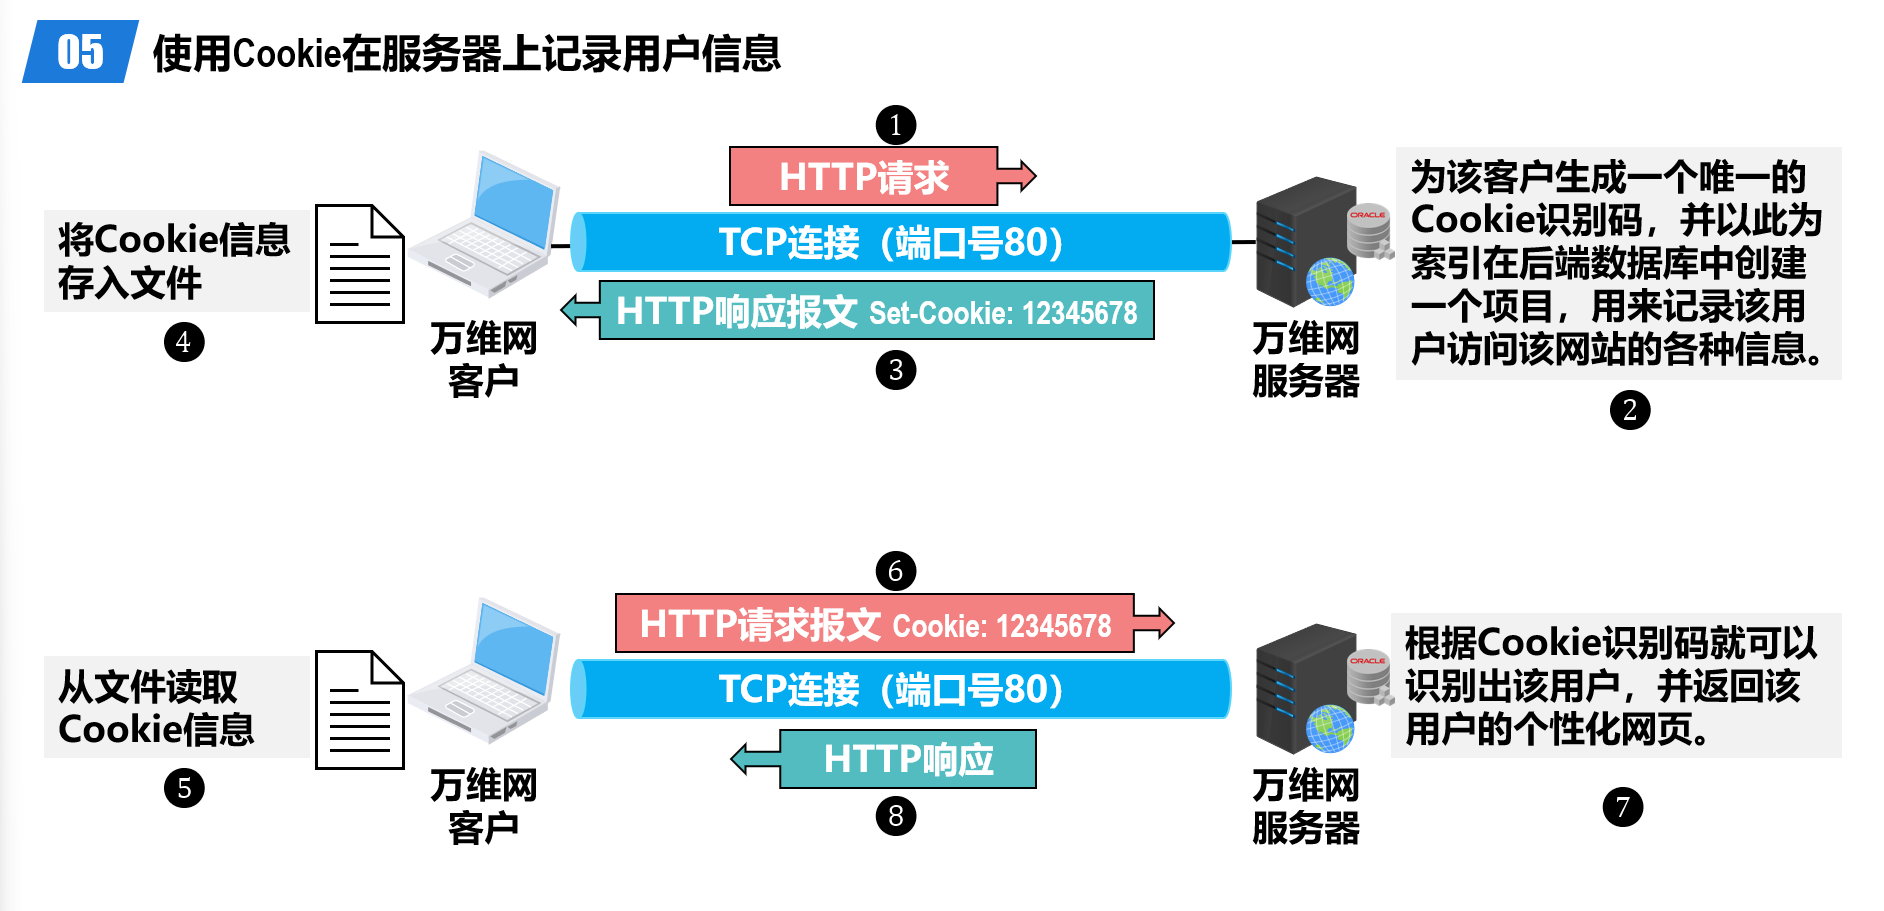 05 使用Cookie在服务器上记录用户信息
❶
HTTP请求
TCP连接（端口号80）
HTTP响应报文 Set-Cookie: 12345678
❸
将Cookie信息
存入文件
❹
万维网
客户
ORACLE
万维网
服务器
为该客户生成一个唯一的
Cookie识别码，并以此为
索引在后端数据库中创建
一个项目，用来记录该用
户访问该网站的各种信息。
❷
❻
HTTP请求报文 Cookie: 12345678
TCP连接（端口号80）
HTTP响应
❽
从文件读取
Cookie信息
❺
万维网
客户
ORACLE
万维网
服务器
根据Cookie识别码就可以
识别出该用户，并返回该
用户的个性化网页。
❼